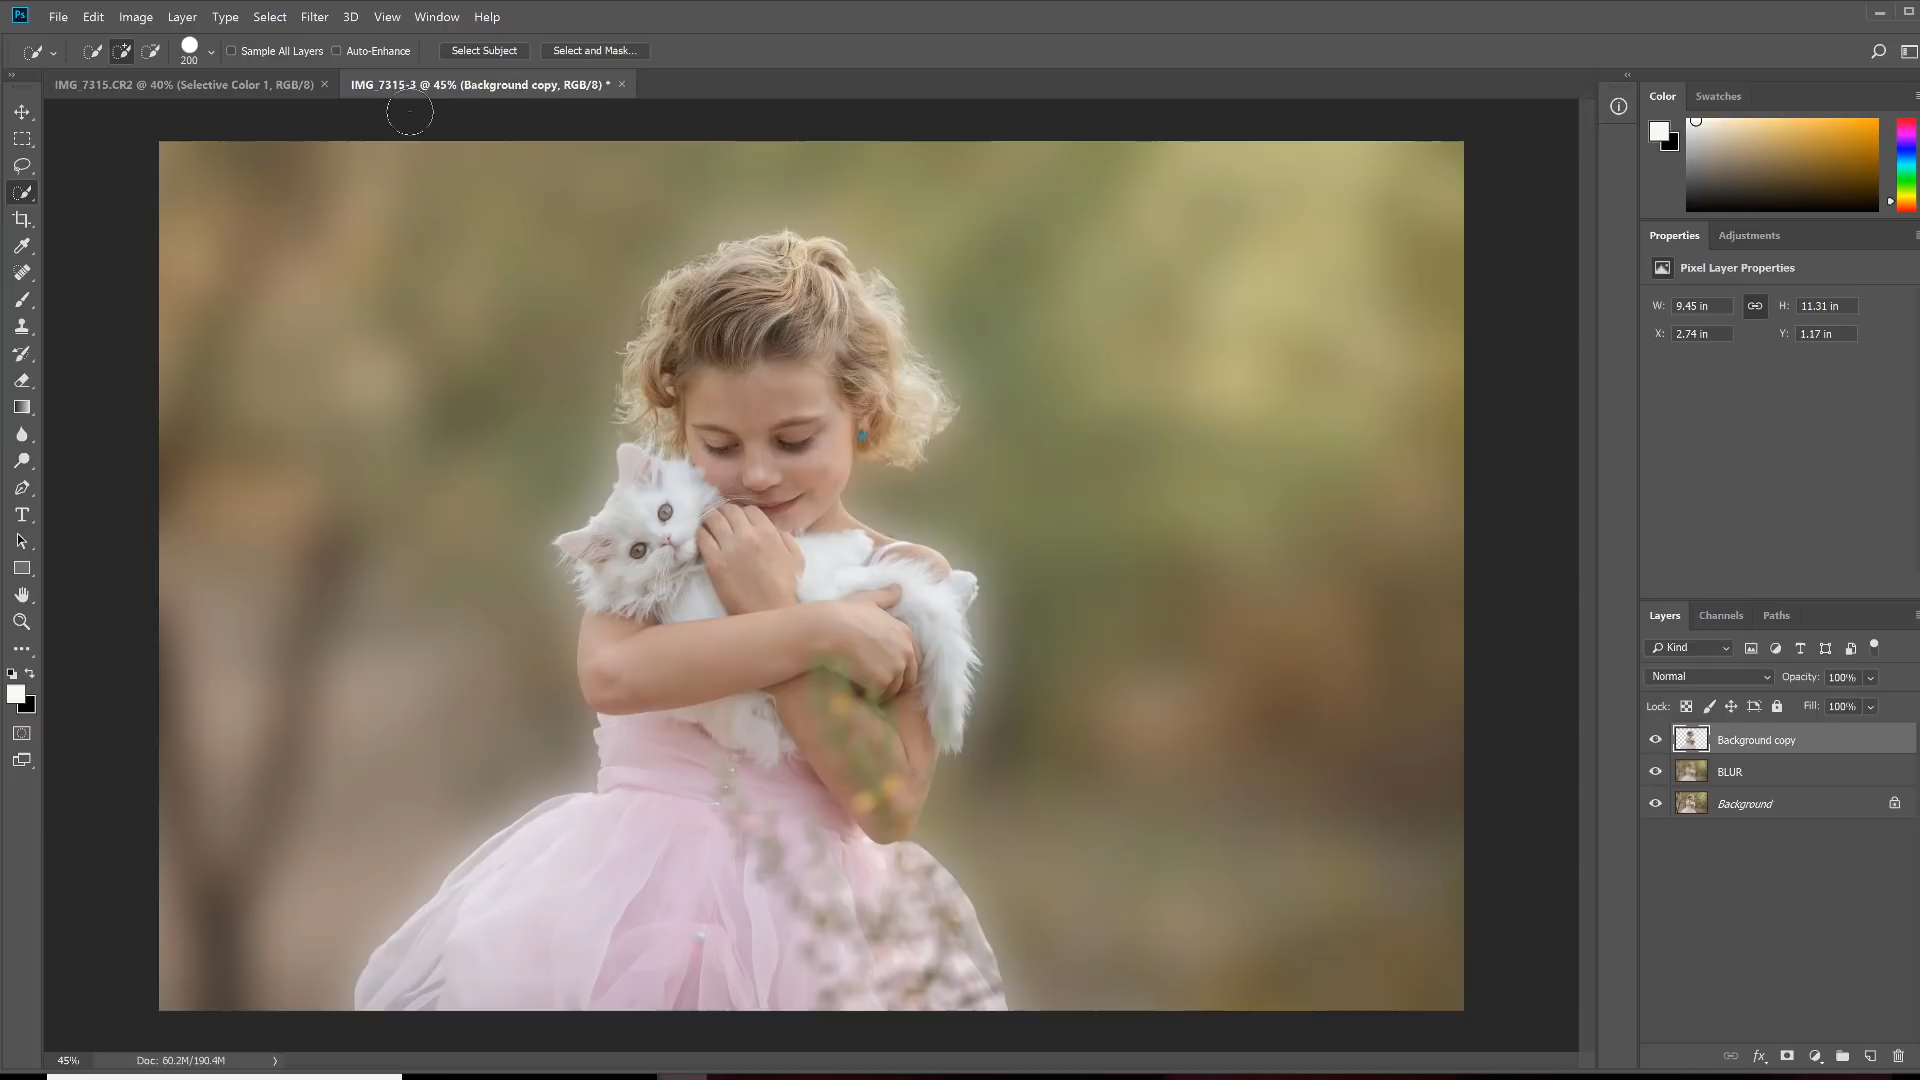 Ps File Edit Image Layer Type Select Filter 3D View Window Help
200 Sample All Layers Auto-Enhance Select Subject Select and Mask...
IMG_7315.CR2 @ 40% (Selective Color 1, RGB/8) × IMG_7315-3 @ 45% (Background copy, RGB/8) * ×
Color Swatches
Properties Adjustments
Pixel Layer Properties
W: 9.45 in H: 11.31 in
X: 2.74 in Y: 1.17 in
Layers Channels Paths
Kind
Normal Opacity: 100%
Lock: Fill: 100%
Background copy
BLUR
Background
fx
45% Doc: 60.2M/190.4M